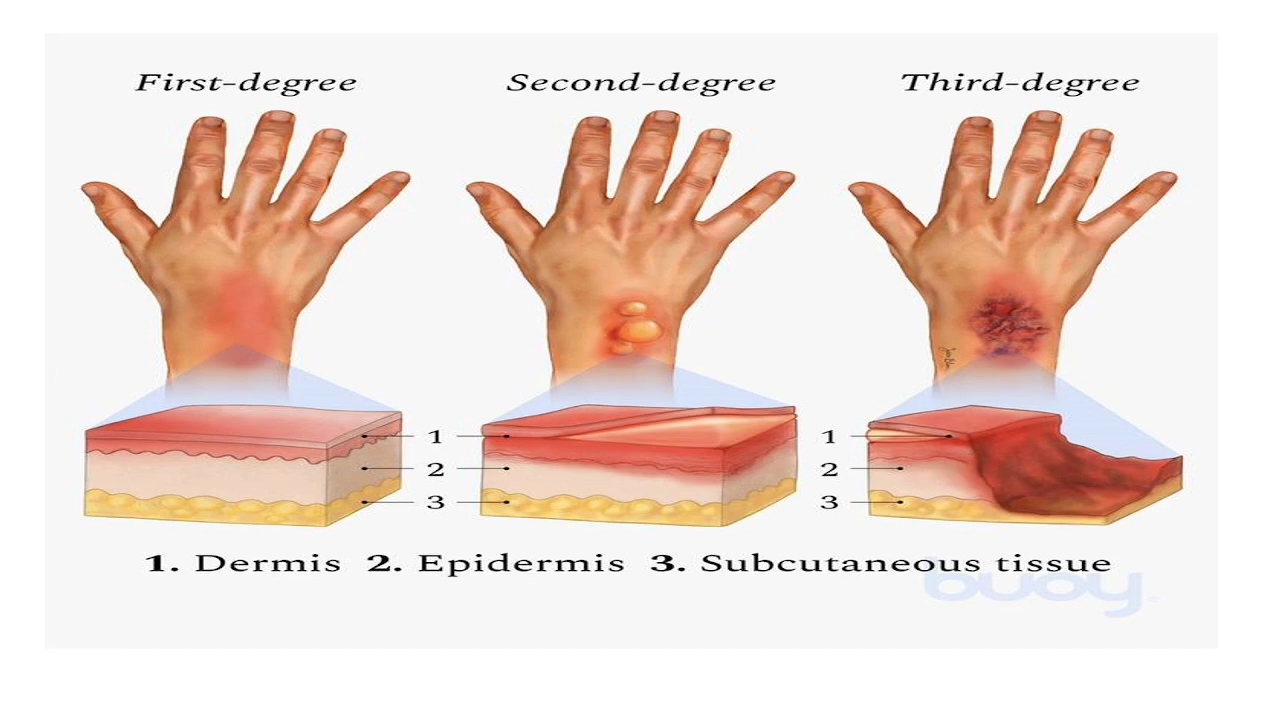 First-degree Second-degree Third-degree
1 1
2 2
3 3
1. Dermis 2. Epidermis 3. Subcutaneous tissue
buoy